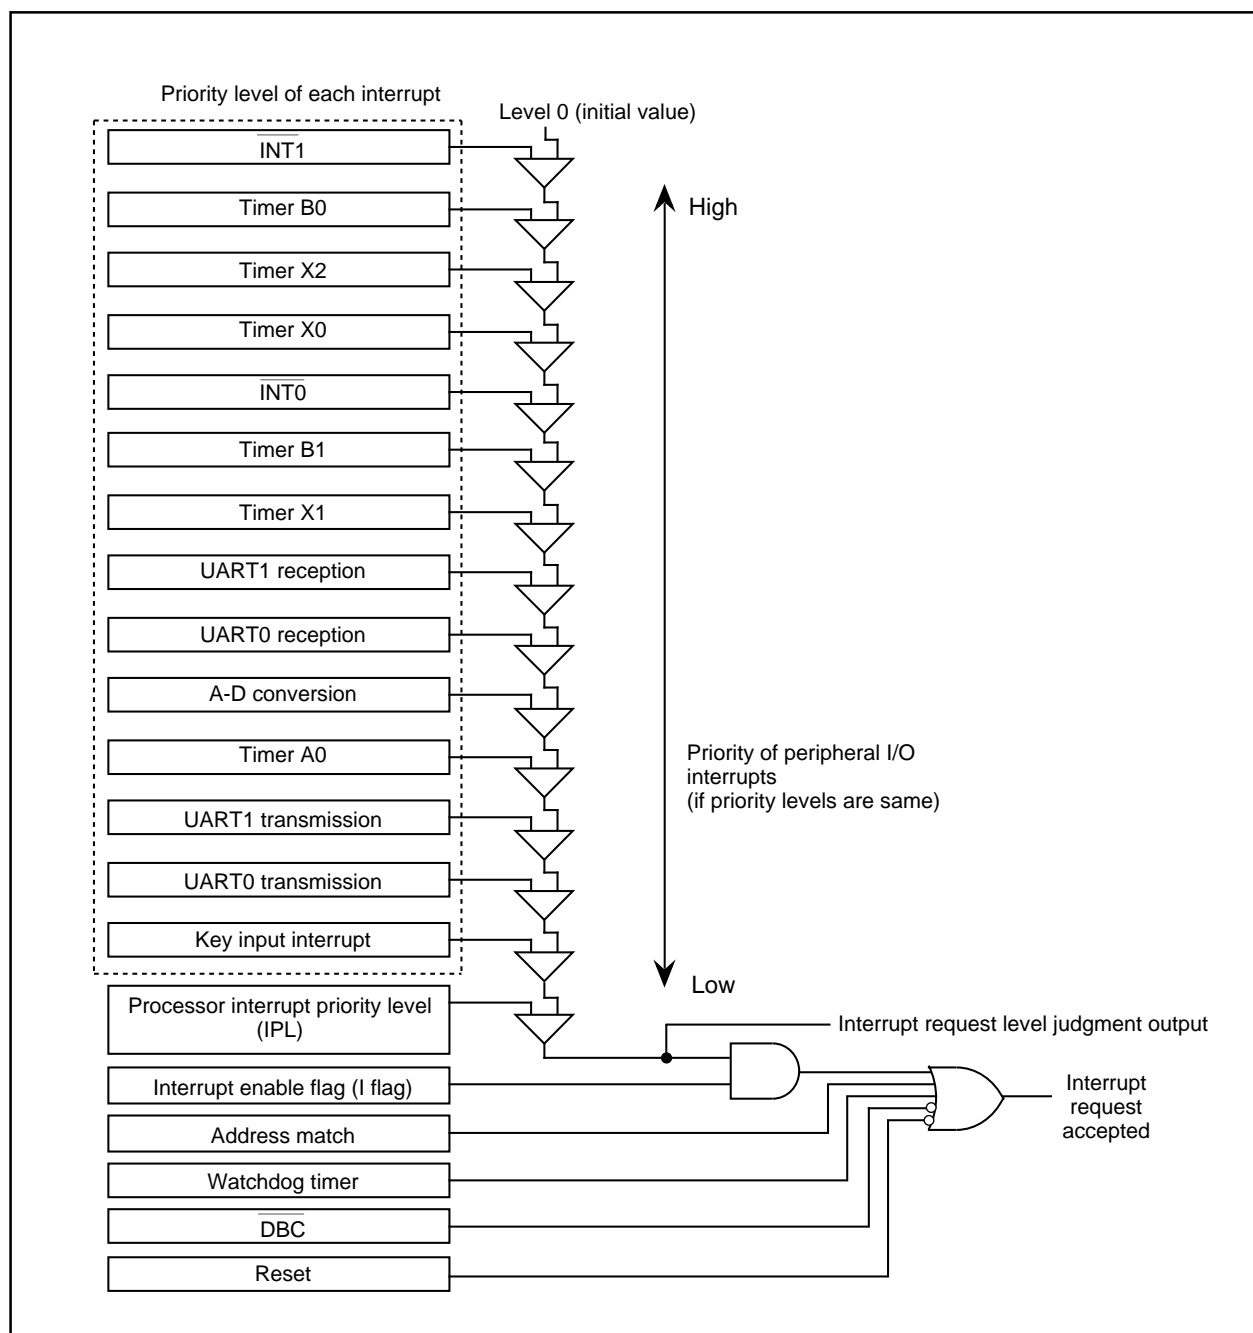 Priority level of each interrupt
Level 0 (initial value)
INT1
High
Timer B0
Timer X2
Timer X0
INT0
Timer B1
Timer X1
UART1 reception
UART0 reception
A-D conversion
Timer A0
Priority of peripheral I/O
interrupts
(if priority levels are same)
UART1 transmission
UART0 transmission
Key input interrupt
Low
Processor interrupt priority level
(IPL)
Interrupt request level judgment output
Interrupt enable flag (I flag)
Interrupt
request
accepted
Address match
Watchdog timer
DBC
Reset